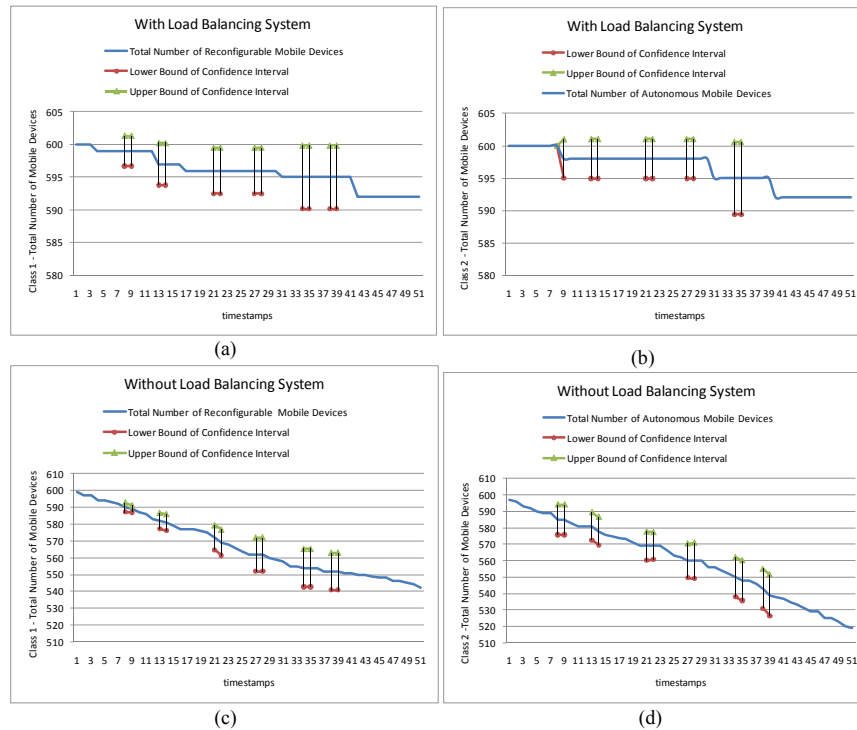 With Load Balancing System
Total Number of Reconfigurable Mobile Devices
Lower Bound of Confidence Interval
Upper Bound of Confidence Interval
Class 1 - Total Number of Mobile Devices
605
600
595
590
585
580
1 3 5 7 9 11 13 15 17 19 21 23 25 27 29 31 33 35 37 39 41 43 45 47 49 51
timestamps
(a)
With Load Balancing System
Lower Bound of Confidence Interval
Upper Bound of Confidence Interval
Total Number of Autonomous Mobile Devices
Class 2 - Total Number of Mobile Devices
605
600
595
590
585
580
1 3 5 7 9 11 13 15 17 19 21 23 25 27 29 31 33 35 37 39 41 43 45 47 49 51
timestamps
(b)
Without Load Balancing System
Total Number of Reconfigurable Mobile Devices
Lower Bound of Confidence Interval
Upper Bound of Confidence Interval
Class 1 - Total Number of Mobile Devices
610
600
590
580
570
560
550
540
530
520
510
1 3 5 7 9 11 13 15 17 19 21 23 25 27 29 31 33 35 37 39 41 43 45 47 49 51
timestamps
(c)
Without Load Balancing System
Total Number of Autonomous Mobile Devices
Lower Bound of Confidence Interval
Upper Bound of Confidence Interval
Class 2 -Total Number of Mobile Devices
610
600
590
580
570
560
550
540
530
520
510
1 3 5 7 9 11 13 15 17 19 21 23 25 27 29 31 33 35 37 39 41 43 45 47 49 51
timestamps
(d)